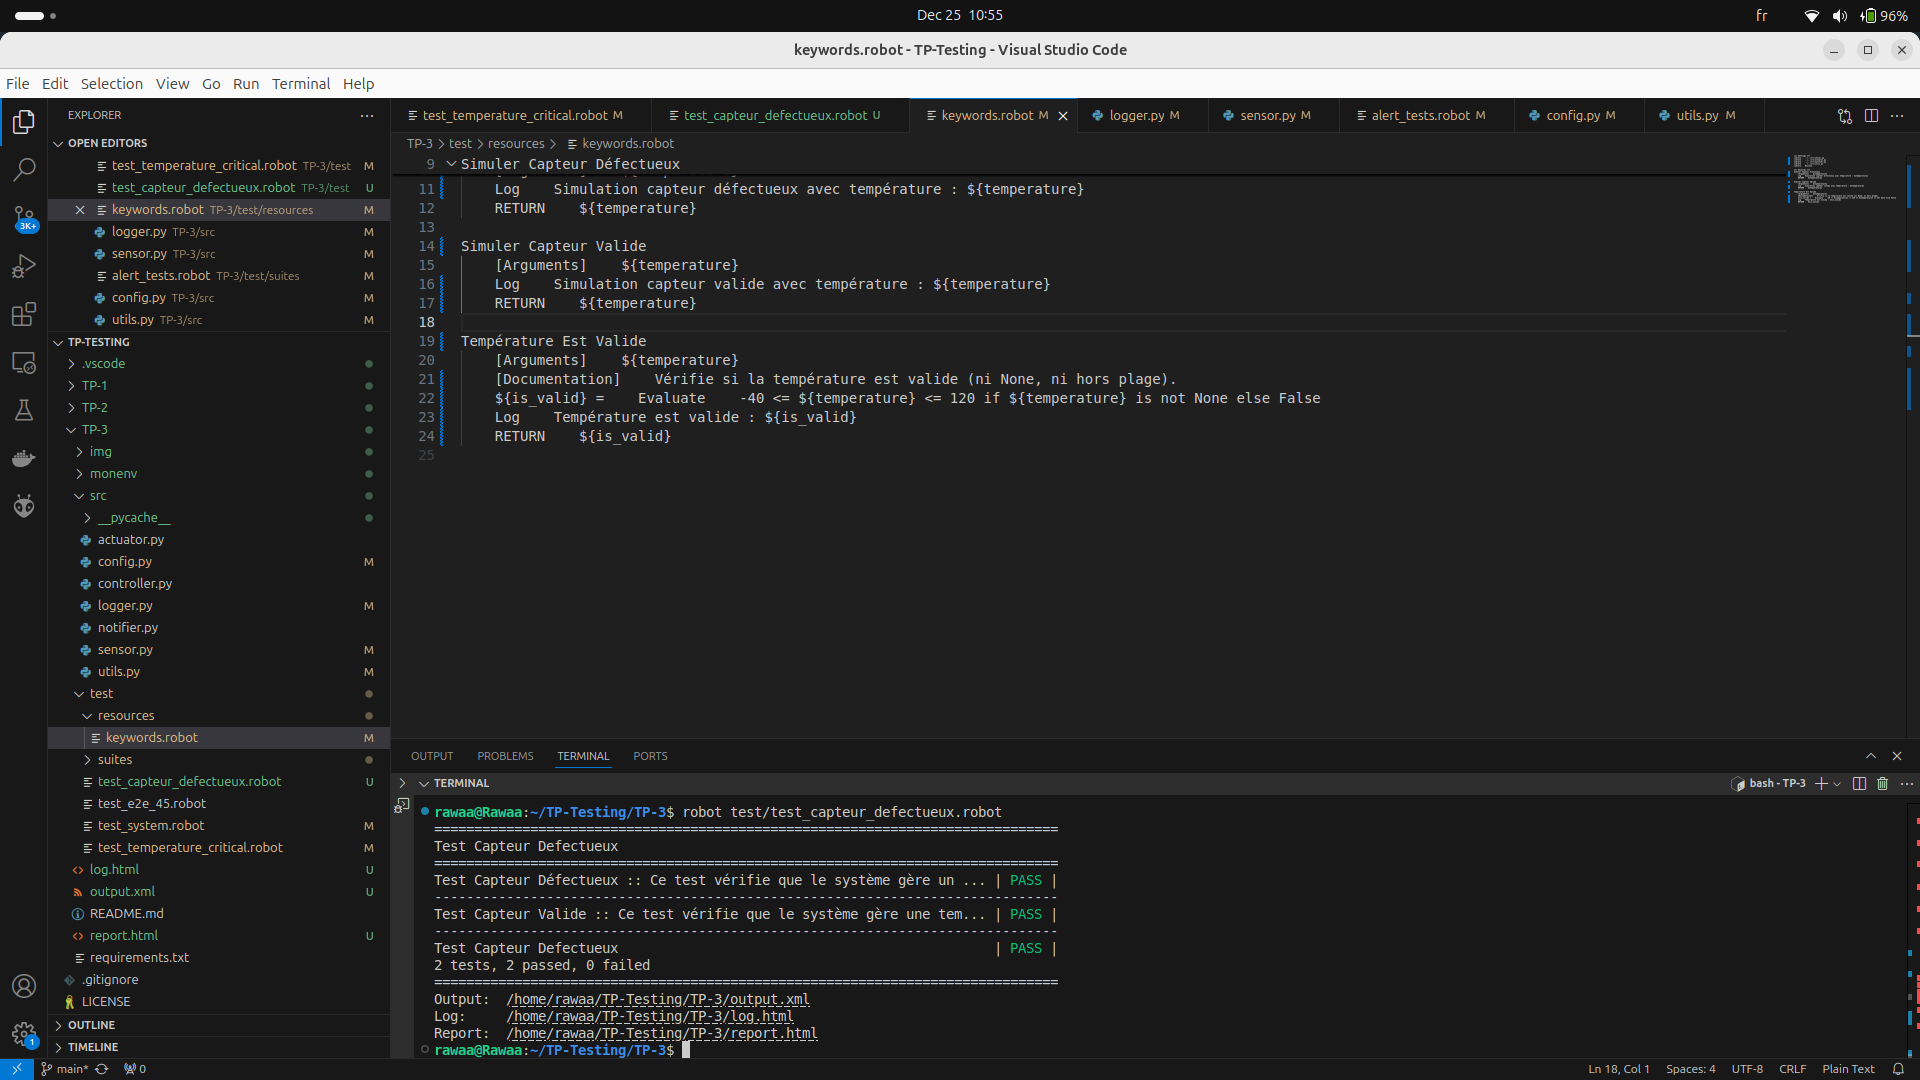 Dec 25 10:55
fr
96%
keywords.robot - TP-Testing - Visual Studio Code
File Edit Selection View Go Run Terminal Help
EXPLORER
OPEN EDITORS
test_temperature_critical.robot TP-3/test M
test_capteur_defectueux.robot TP-3/test U
keywords.robot TP-3/test/resources M
logger.py TP-3/src M
sensor.py TP-3/src M
alert_tests.robot TP-3/test/suites M
config.py TP-3/src M
utils.py TP-3/src M
TP-TESTING
.vscode
TP-1
TP-2
TP-3
img
monenv
src
__pycache__
actuator.py
config.py M
controller.py
logger.py M
notifier.py
sensor.py M
utils.py M
test
resources
keywords.robot M
suites
test_capteur_defectueux.robot U
test_e2e_45.robot
test_system.robot M
test_temperature_critical.robot M
log.html U
output.xml U
README.md
report.html U
requirements.txt
.gitignore
LICENSE
OUTLINE
TIMELINE
3K+
1
test_temperature_critical.robot M
test_capteur_defectueux.robot U
keywords.robot M
logger.py M
sensor.py M
alert_tests.robot M
config.py M
utils.py M
TP-3 > test > resources > keywords.robot
9 Simuler Capteur Défectueux
11 Log    Simulation capteur défectueux avec température : ${temperature}
12 RETURN    ${temperature}
13
14 Simuler Capteur Valide
15 [Arguments]    ${temperature}
16 Log    Simulation capteur valide avec température : ${temperature}
17 RETURN    ${temperature}
18
19 Température Est Valide
20 [Arguments]    ${temperature}
21 [Documentation]    Vérifie si la température est valide (ni None, ni hors plage).
22 ${is_valid} =    Evaluate    -40 <= ${temperature} <= 120 if ${temperature} is not None else False
23 Log    Température est valide : ${is_valid}
24 RETURN    ${is_valid}
25
OUTPUT PROBLEMS TERMINAL PORTS
TERMINAL
bash - TP-3
rawaa@Rawaa:~/TP-Testing/TP-3$ robot test/test_capteur_defectueux.robot
==============================================================================
Test Capteur Defectueux
==============================================================================
Test Capteur Défectueux :: Ce test vérifie que le système gère un ... | PASS |
------------------------------------------------------------------------------
Test Capteur Valide :: Ce test vérifie que le système gère une tem... | PASS |
------------------------------------------------------------------------------
Test Capteur Defectueux | PASS |
2 tests, 2 passed, 0 failed
==============================================================================
Output: /home/rawaa/TP-Testing/TP-3/output.xml
Log: /home/rawaa/TP-Testing/TP-3/log.html
Report: /home/rawaa/TP-Testing/TP-3/report.html
rawaa@Rawaa:~/TP-Testing/TP-3$
main* 0
Ln 18, Col 1 Spaces: 4 UTF-8 CRLF Plain Text